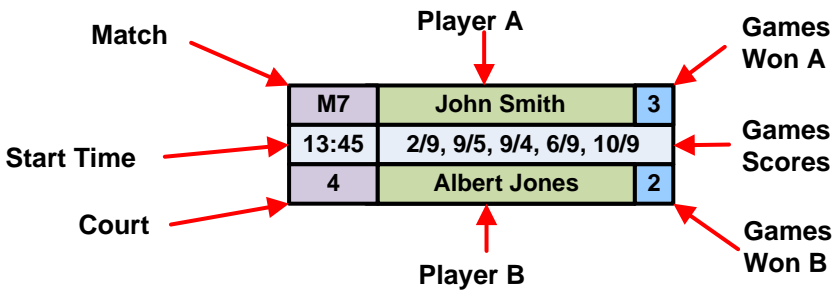 Match
Player A
Games
Won A
M7
John Smith
3
Start Time
13:45
2/9, 9/5, 9/4, 6/9, 10/9
Games
Scores
4
Albert Jones
2
Court
Player B
Games
Won B